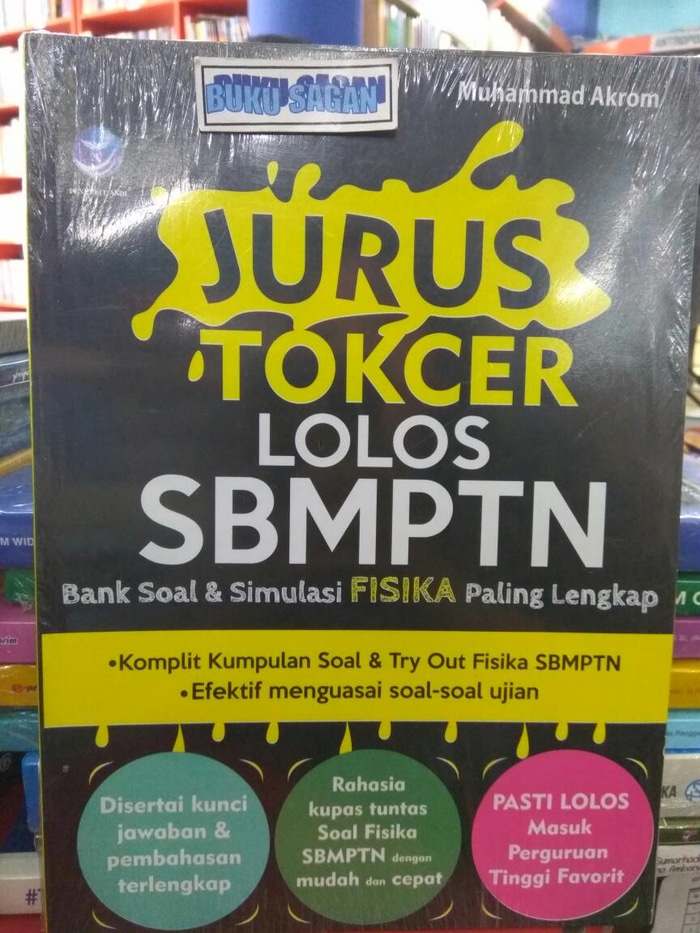 BUKU SAGAN
Muhammad Akrom
PENERBIT ANDI
JURUS
TOKCER
LOLOS
SBMPTN
Bank Soal & Simulasi FISIKA Paling Lengkap
•Komplit Kumpulan Soal & Try Out Fisika SBMPTN
•Efektif menguasai soal-soal ujian
Disertai kunci
jawaban &
pembahasan
terlengkap
Rahasia
kupas tuntas
Soal Fisika
SBMPTN dengan
mudah dan cepat
PASTI LOLOS
Masuk
Perguruan
Tinggi Favorit